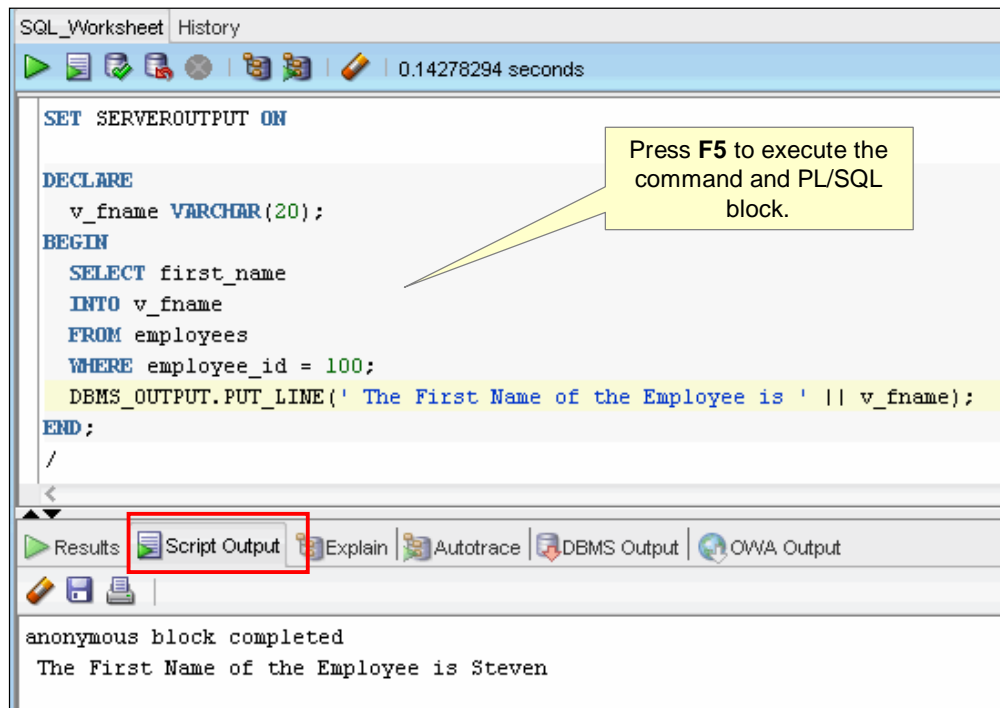 SQL_Worksheet History
0.14278294 seconds
SET SERVEROUTPUT ON
Press F5 to execute the
command and PL/SQL
block.
DECLARE
v_fname VARCHAR(20);
BEGIN
SELECT first_name
INTO v_fname
FROM employees
WHERE employee_id = 100;
DBMS_OUTPUT.PUT_LINE(' The First Name of the Employee is ' || v_fname);
END;
/
Results Script Output Explain Autotrace DBMS Output OWA Output
anonymous block completed
The First Name of the Employee is Steven